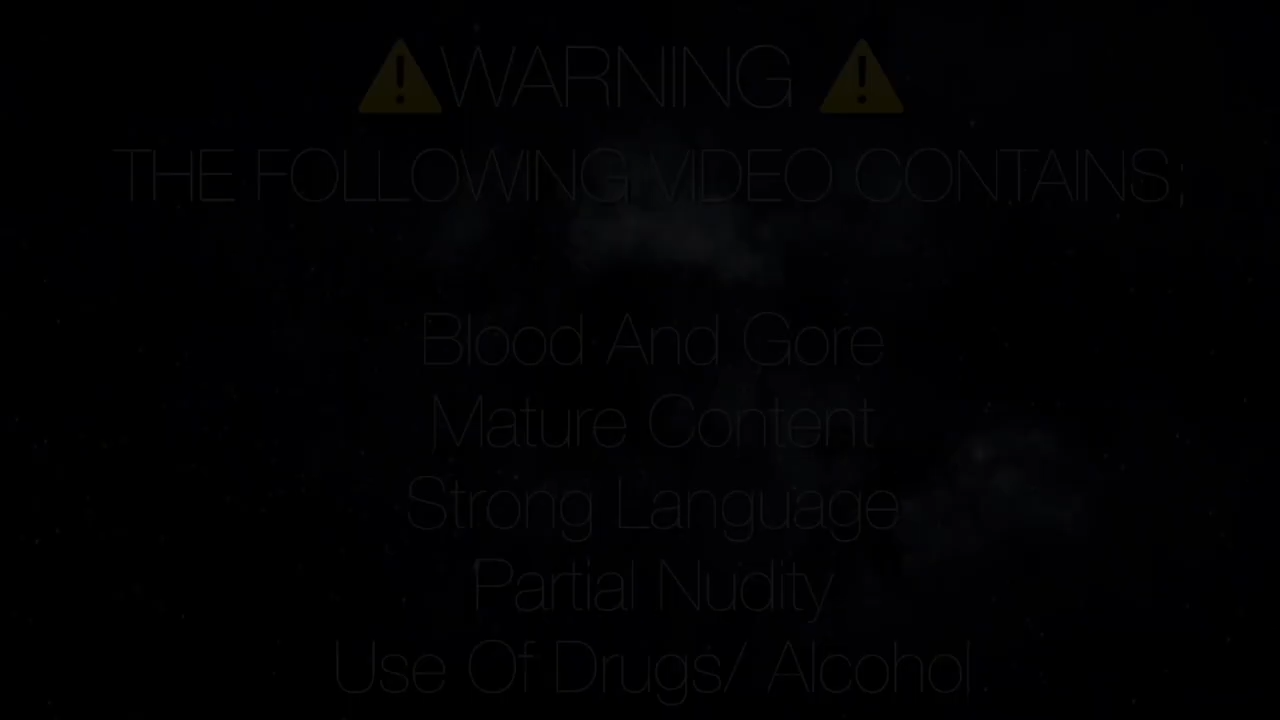 ⚠WARNING ⚠
THE FOLLOWING VIDEO CONTAINS;
Blood And Gore
Mature Content
Strong Language
Partial Nudity
Use Of Drugs/ Alcohol.